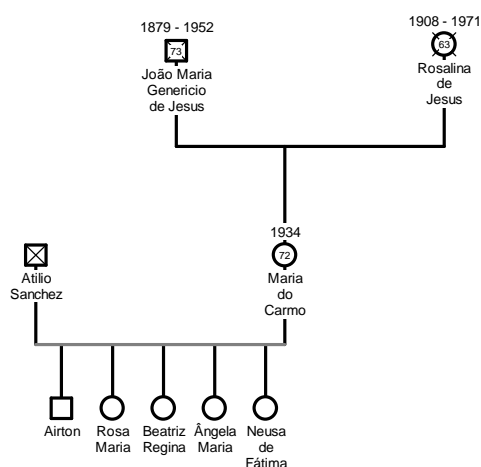 1879 - 1952
73
João Maria
Genericio
de Jesus
1908 - 1971
63
Rosalina
de
Jesus
Atilio
Sanchez
1934
72
Maria
do
Carmo
Airton
Rosa
Maria
Beatriz
Regina
Ângela
Maria
Neusa
de
Fátima